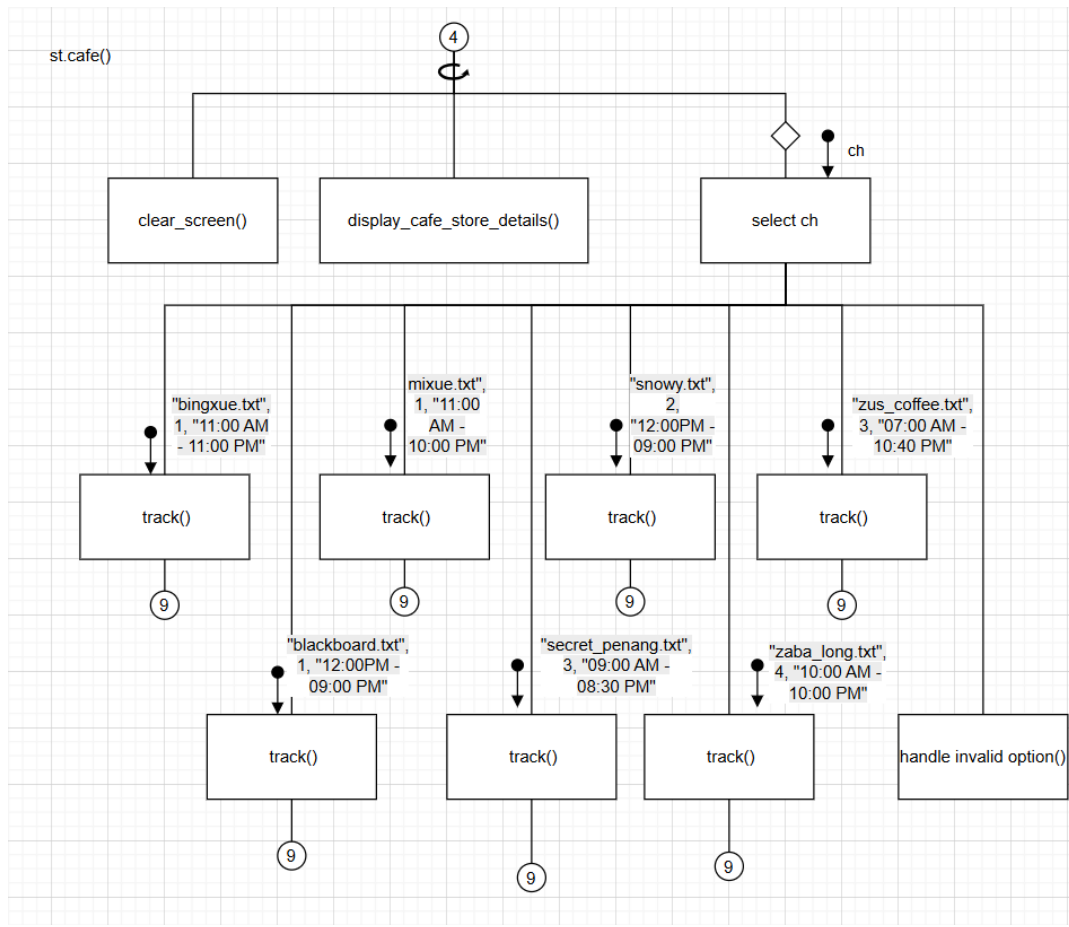 4
st.cafe()
ch
clear_screen()
display_cafe_store_details()
select ch
"bingxue.txt",
1, "11:00 AM
- 11:00 PM"
mixue.txt",
1, "11:00
AM -
10:00 PM"
"snowy.txt",
2,
"12:00PM -
09:00 PM"
"zus_coffee.txt",
3, "07:00 AM -
10:40 PM"
track()
track()
track()
track()
9
9
9
9
"blackboard.txt",
1, "12:00PM -
09:00 PM"
"secret_penang.txt",
3, "09:00 AM -
08:30 PM"
"zaba_long.txt",
4, "10:00 AM -
10:00 PM"
track()
track()
track()
handle invalid option()
9
9
9